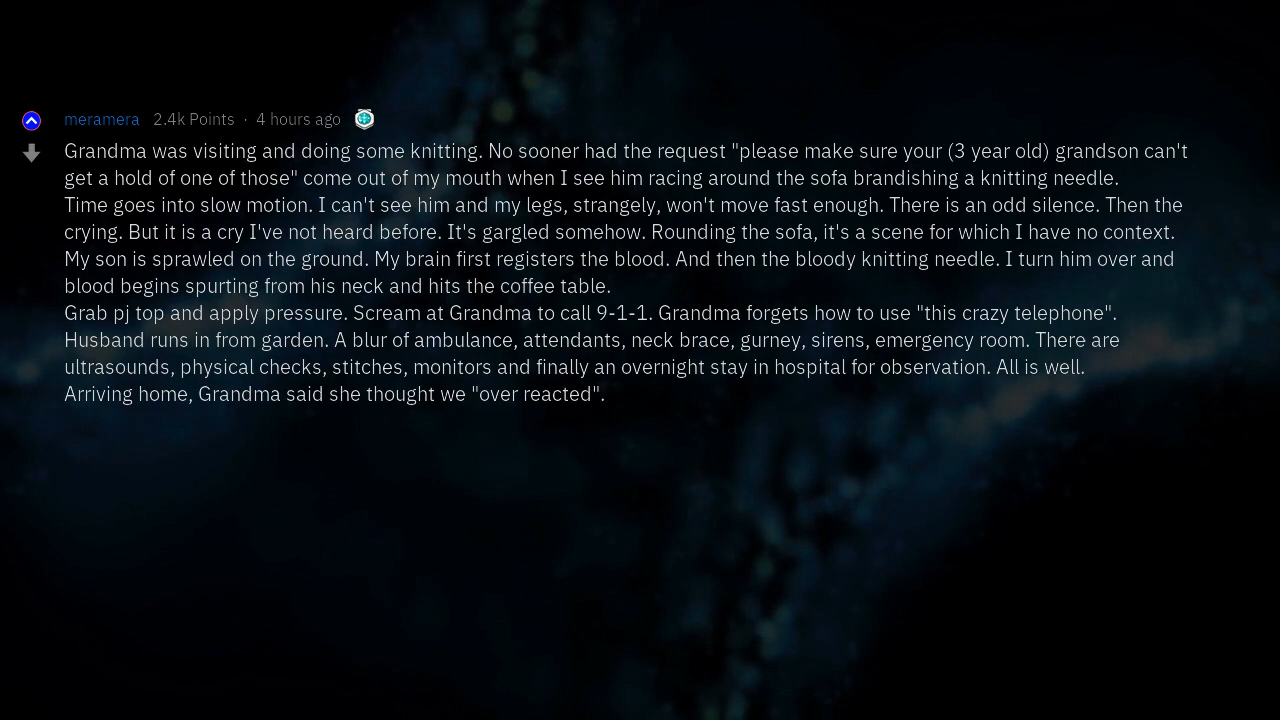 meramera 2.4k Points · 4 hours ago
Grandma was visiting and doing some knitting. No sooner had the request "please make sure your (3 year old) grandson can't
get a hold of one of those" come out of my mouth when I see him racing around the sofa brandishing a knitting needle.
Time goes into slow motion. I can't see him and my legs, strangely, won't move fast enough. There is an odd silence. Then the
crying. But it is a cry I've not heard before. It's gargled somehow. Rounding the sofa, it's a scene for which I have no context.
My son is sprawled on the ground. My brain first registers the blood. And then the bloody knitting needle. I turn him over and
blood begins spurting from his neck and hits the coffee table.
Grab pj top and apply pressure. Scream at Grandma to call 9-1-1. Grandma forgets how to use "this crazy telephone".
Husband runs in from garden. A blur of ambulance, attendants, neck brace, gurney, sirens, emergency room. There are
ultrasounds, physical checks, stitches, monitors and finally an overnight stay in hospital for observation. All is well.
Arriving home, Grandma said she thought we "over reacted".